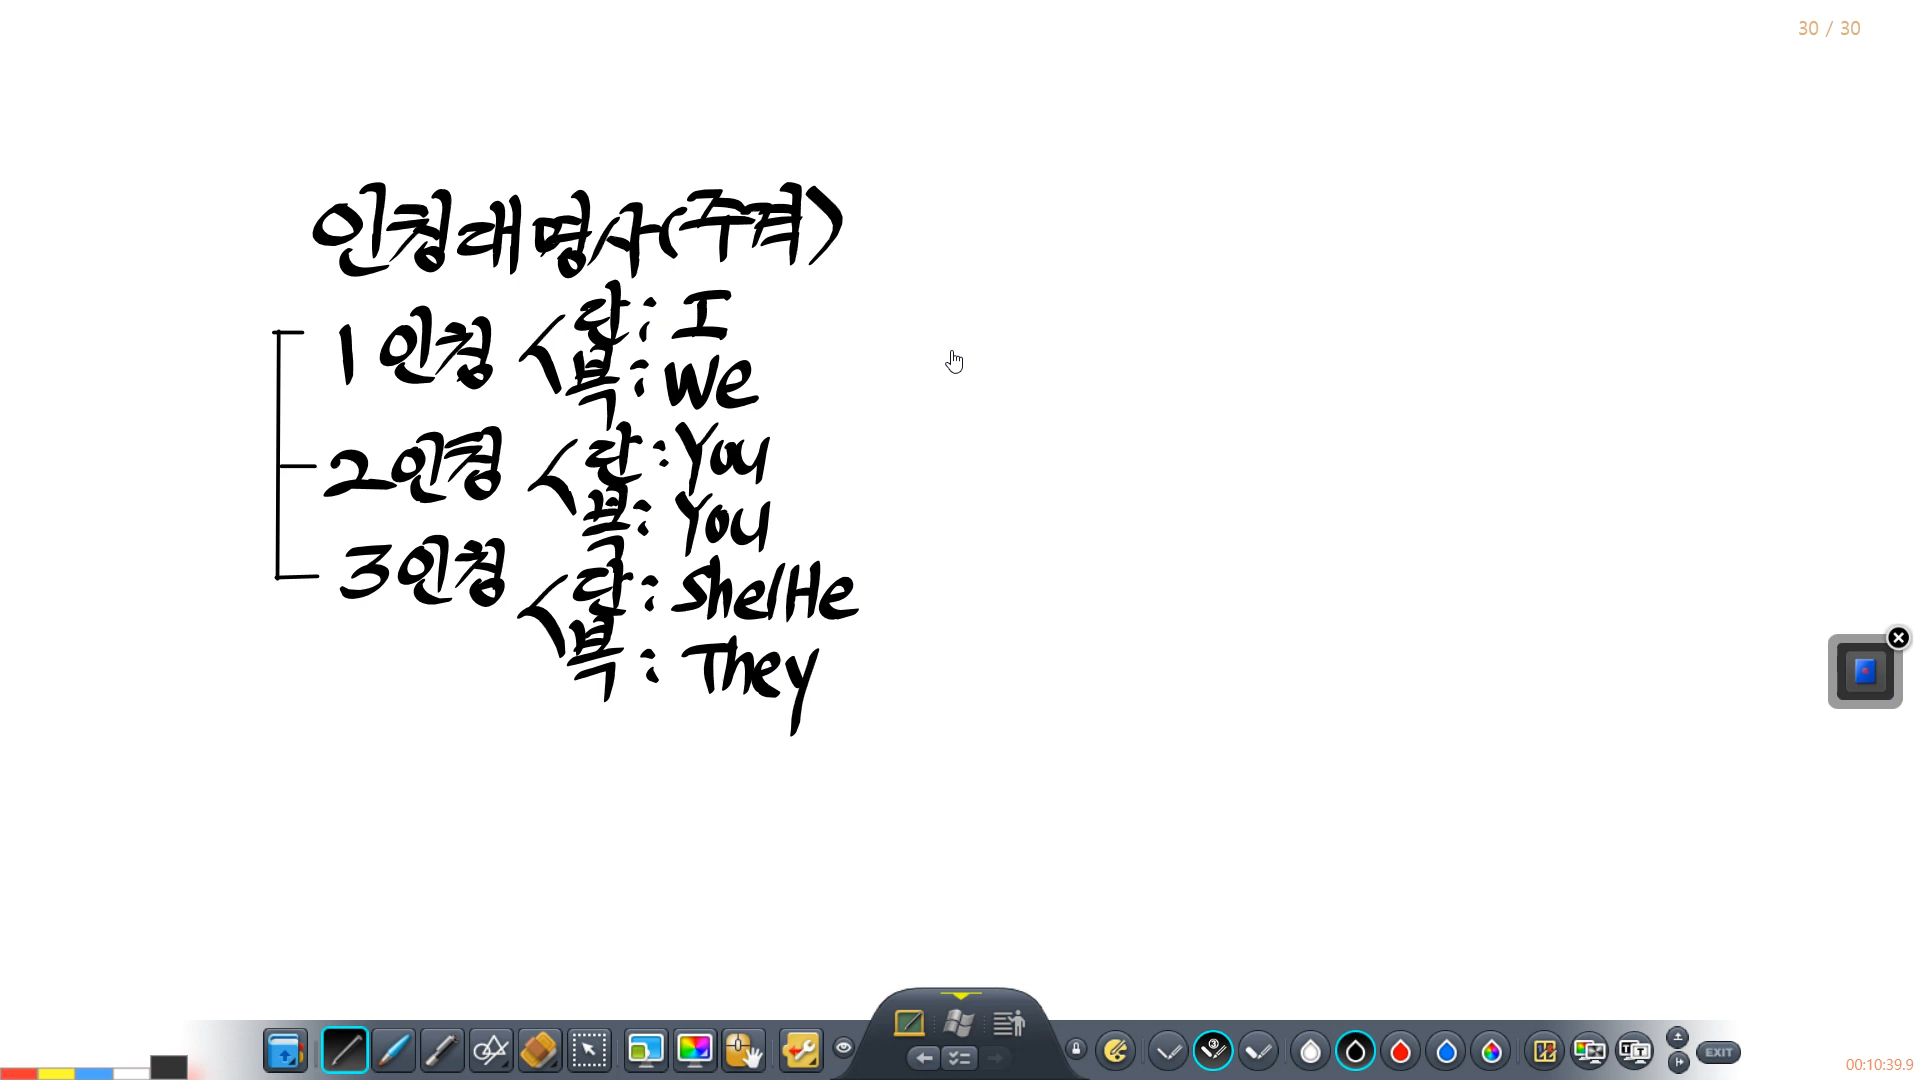 30 / 30
인칭대명사(주격)
1인칭 단: I
복: We
2인칭 단: You
복: You
3인칭 단: She/He
복: They
EXIT
00:10:39.9